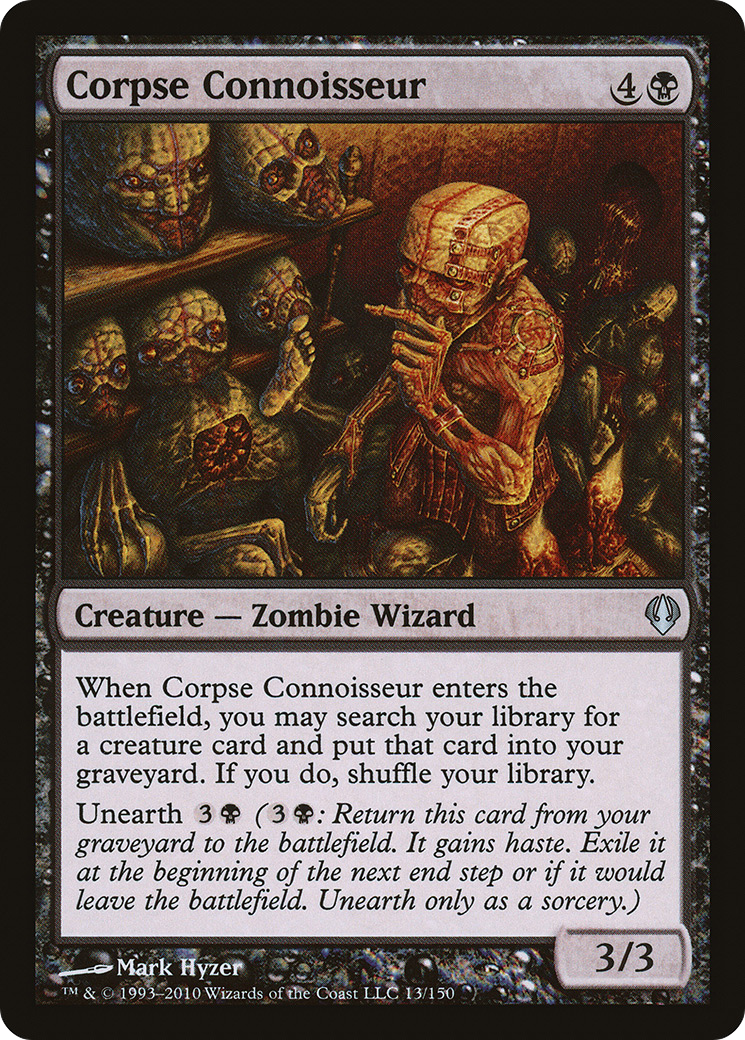 Corpse Connoisseur 4
Creature — Zombie Wizard
When Corpse Connoisseur enters the
battlefield, you may search your library for
a creature card and put that card into your
graveyard. If you do, shuffle your library.
Unearth 3 (3: Return this card from your
graveyard to the battlefield. It gains haste. Exile it
at the beginning of the next end step or if it would
leave the battlefield. Unearth only as a sorcery.)
3/3
Mark Hyzer
™ & © 1993–2010 Wizards of the Coast LLC 13/150